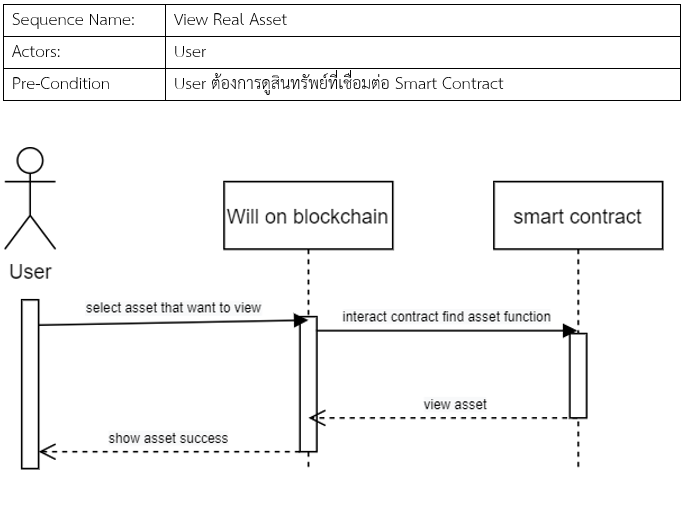 Sequence Name: View Real Asset
Actors: User
Pre-Condition User ต้องการดูสินทรัพย์ที่เชื่อมต่อ Smart Contract
Will on blockchain
smart contract
User
select asset that want to view
interact contract find asset function
view asset
show asset success